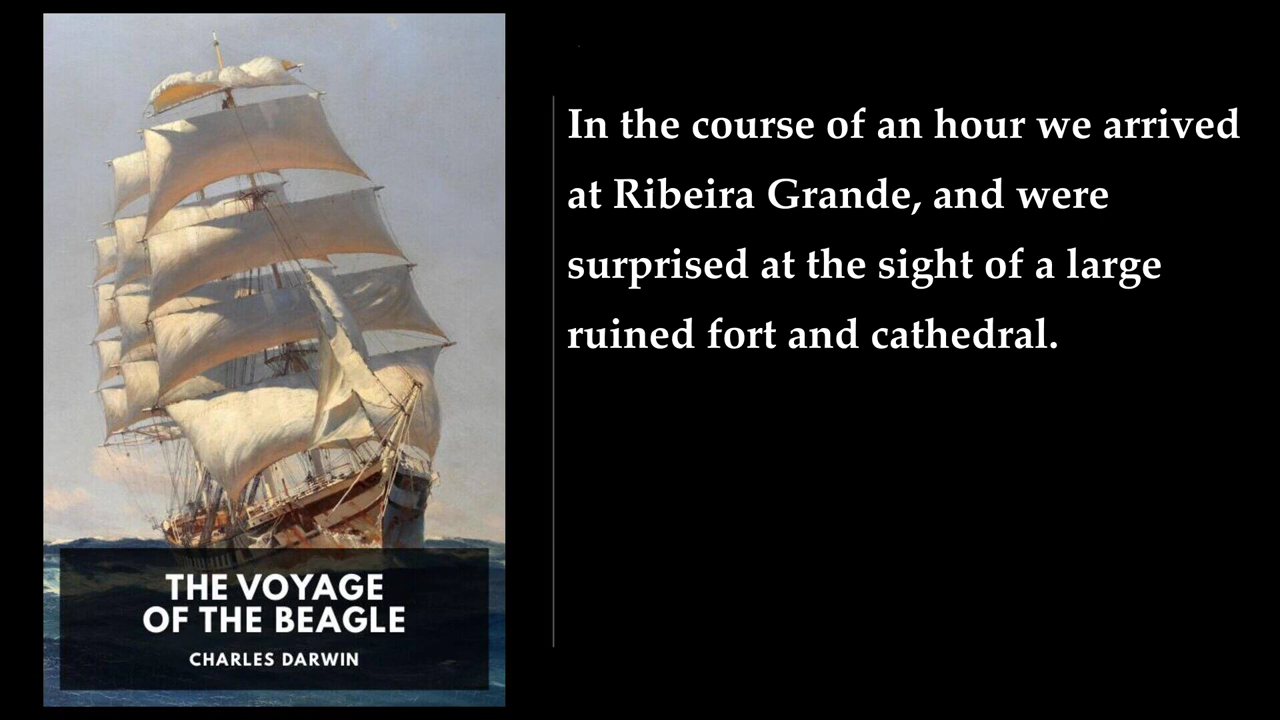 THE VOYAGE
OF THE BEAGLE
CHARLES DARWIN
In the course of an hour we arrived
at Ribeira Grande, and were
surprised at the sight of a large
ruined fort and cathedral.